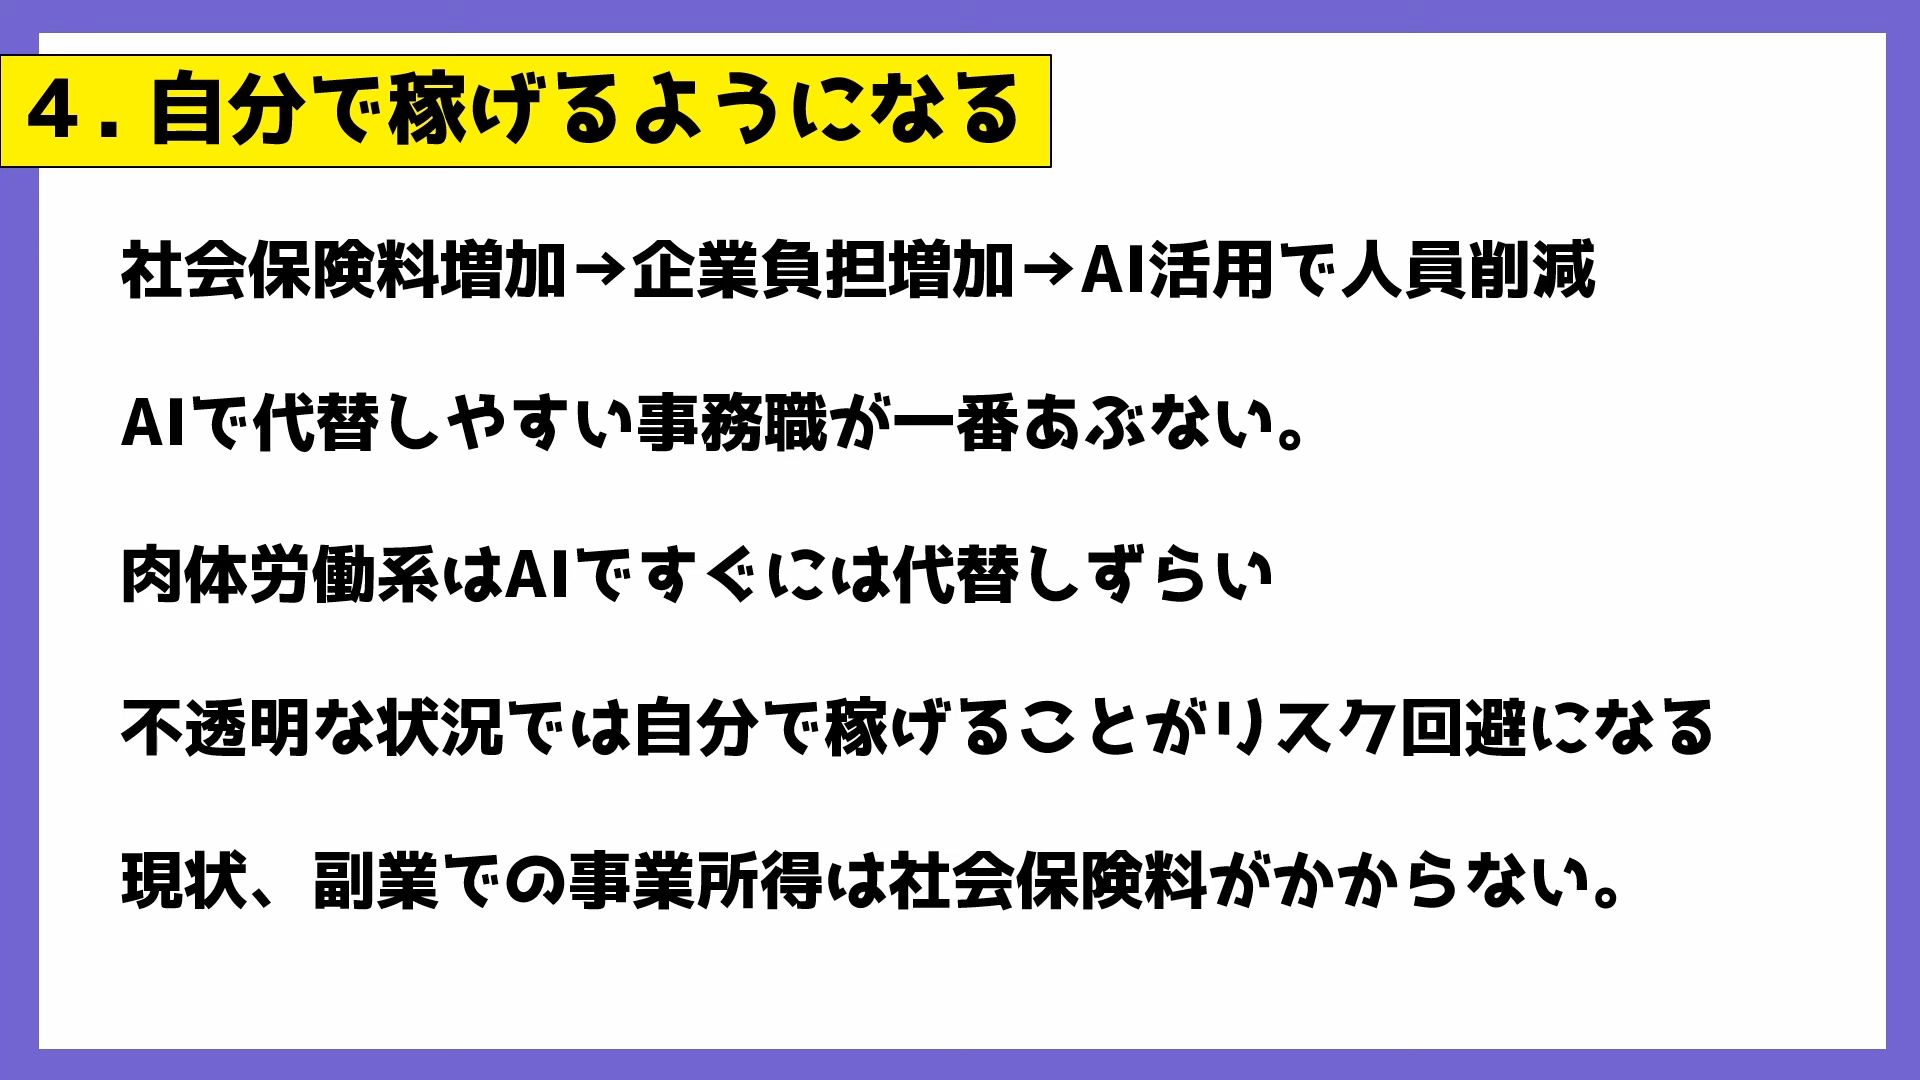 ４．自分で稼げるようになる
社会保険料増加→企業負担増加→AI活用で人員削減
AIで代替しやすい事務職が一番あぶない。
肉体労働系はAIですぐには代替しずらい
不透明な状況では自分で稼げることがリスク回避になる
現状、副業での事業所得は社会保険料がかからない。